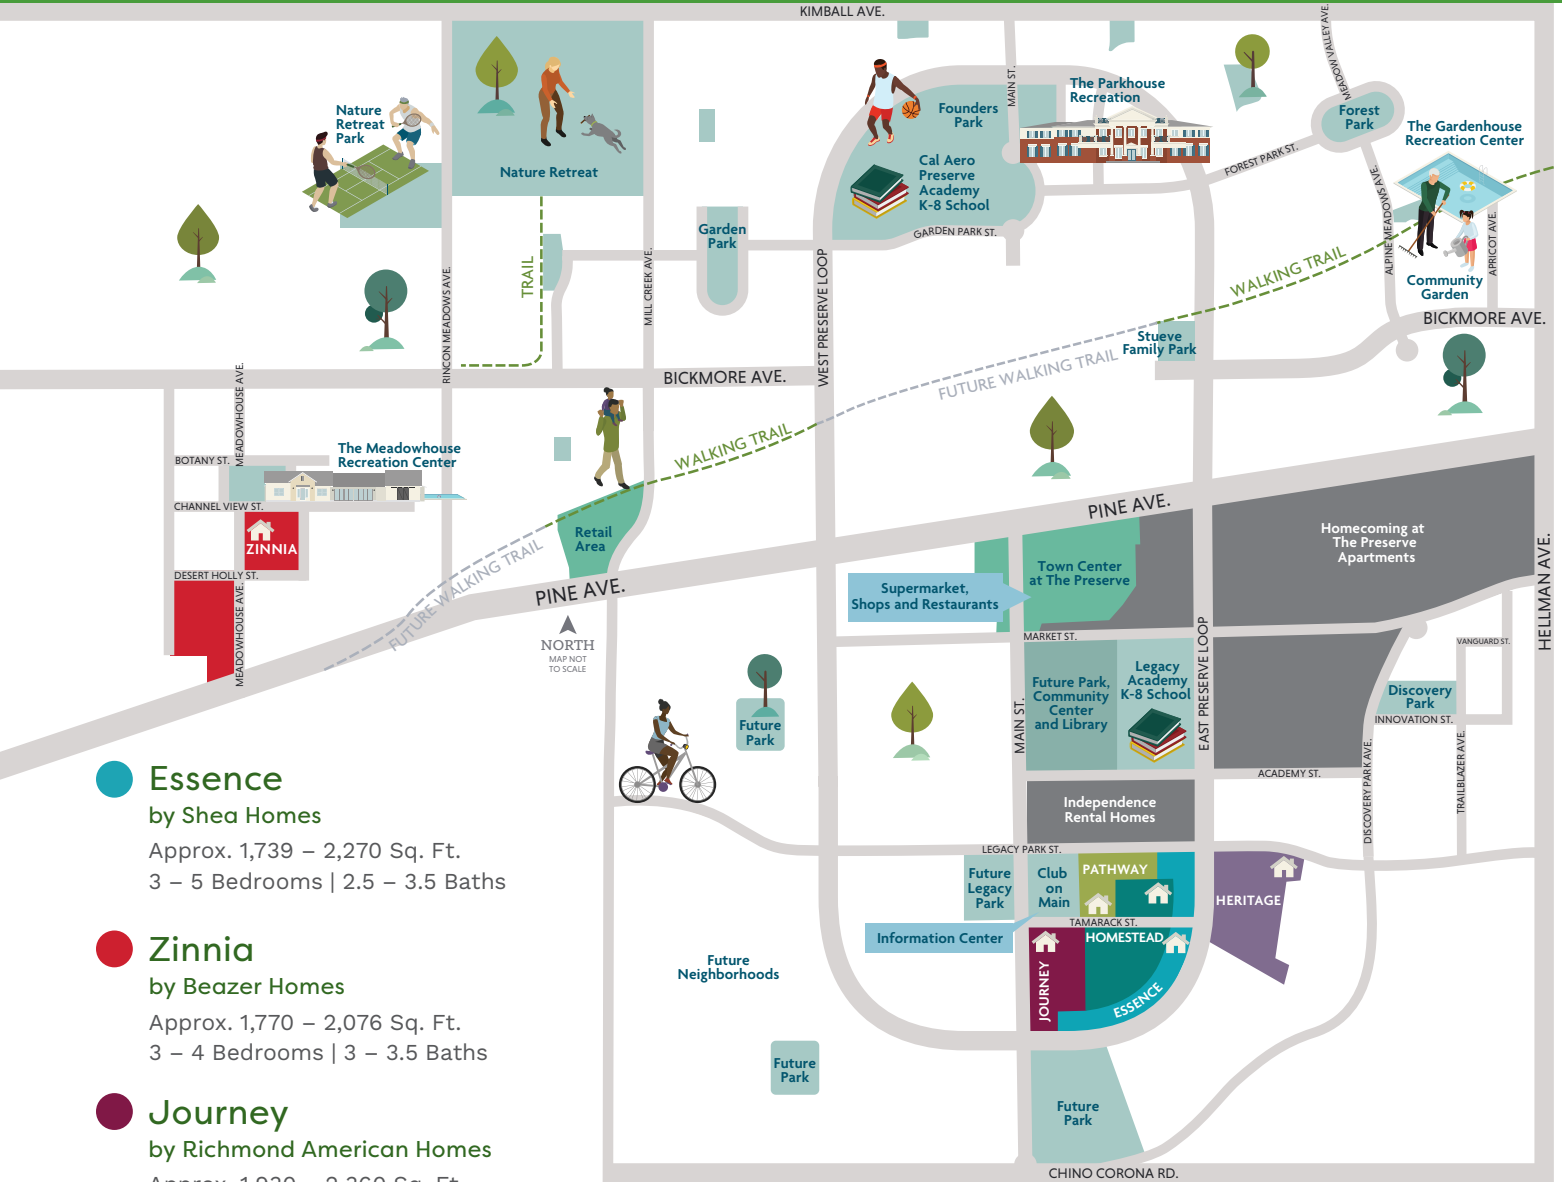 KIMBALL AVE.
MEADOW VALLEY AVE.
MAIN ST.
The Parkhouse
Recreation
Nature
Retreat
Park
Founders
Park
Forest
Park
The Gardenhouse
Recreation Center
Nature Retreat
Cal Aero
Preserve
Academy
K-8 School
FOREST PARK ST.
ALPINE MEADOWS AVE.
APRICOT AVE.
Garden
Park
GARDEN PARK ST.
TRAIL
MILL CREEK AVE.
WEST PRESERVE LOOP
WALKING TRAIL
Community
Garden
RINCON MEADOWS AVE.
BICKMORE AVE.
Stueve
Family Park
FUTURE WALKING TRAIL
BICKMORE AVE.
MEADOWHOUSE AVE.
BOTANY ST.
The Meadowhouse
Recreation Center
WALKING TRAIL
CHANNEL VIEW ST.
ZINNIA
Retail
Area
PINE AVE.
Homecoming at
The Preserve
Apartments
HELLMAN AVE.
DESERT HOLLY ST.
FUTURE WALKING TRAIL
PINE AVE.
Town Center
at The Preserve
Supermarket,
Shops and Restaurants
MEADOWHOUSE AVE.
NORTH
MAP NOT
TO SCALE
MARKET ST.
EAST PRESERVE LOOP
VANGUARD ST.
Future Park,
Community
Center
and Library
Legacy
Academy
K-8 School
MAIN ST.
Discovery
Park
INNOVATION ST.
Future
Park
ACADEMY ST.
DISCOVERY PARK AVE.
TRAILBLAZER AVE.
Independence
Rental Homes
LEGACY PARK ST.
Future
Legacy
Park
Club
on
Main
PATHWAY
HERITAGE
TAMARACK ST.
Information Center
HOMESTEAD
JOURNEY
ESSENCE
Future
Neighborhoods
Future
Park
Future
Park
CHINO CORONA RD.
Essence
by Shea Homes
Approx. 1,739 – 2,270 Sq. Ft.
3 – 5 Bedrooms | 2.5 – 3.5 Baths
Zinnia
by Beazer Homes
Approx. 1,770 – 2,076 Sq. Ft.
3 – 4 Bedrooms | 3 – 3.5 Baths
Journey
by Richmond American Homes